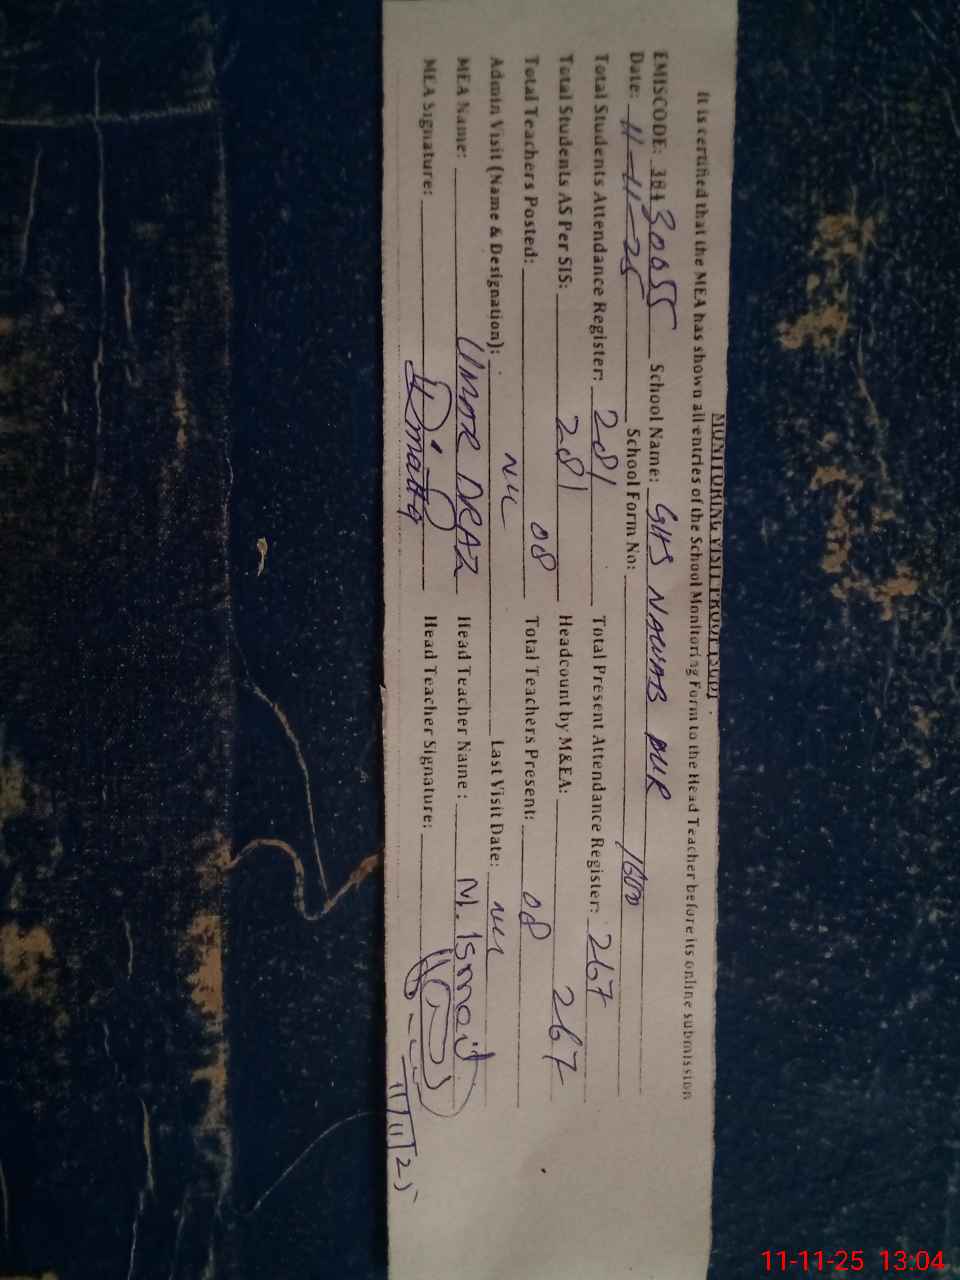 MONITORING VISIT PROOF
It is certified that the MEA has shown all entries of the School Monitoring Form to the Head Teacher before its online submission
EMISCODE: 38430055 School Name: GHS NAWAB PUR
Date: 11-11-25 School Form No: 1600
Total Students Attendance Register: 281 Total Present Attendance Register: 267
Total Students AS Per SIS: 281 Headcount by M&EA: 267
Total Teachers Posted: 08 Total Teachers Present: 08
Admin Visit (Name & Designation): Last Visit Date:
MEA Name: UMAR DRAZ Head Teacher Name: M. Ismail
MEA Signature: Head Teacher Signature:
11/11/25
11-11-25 13:04